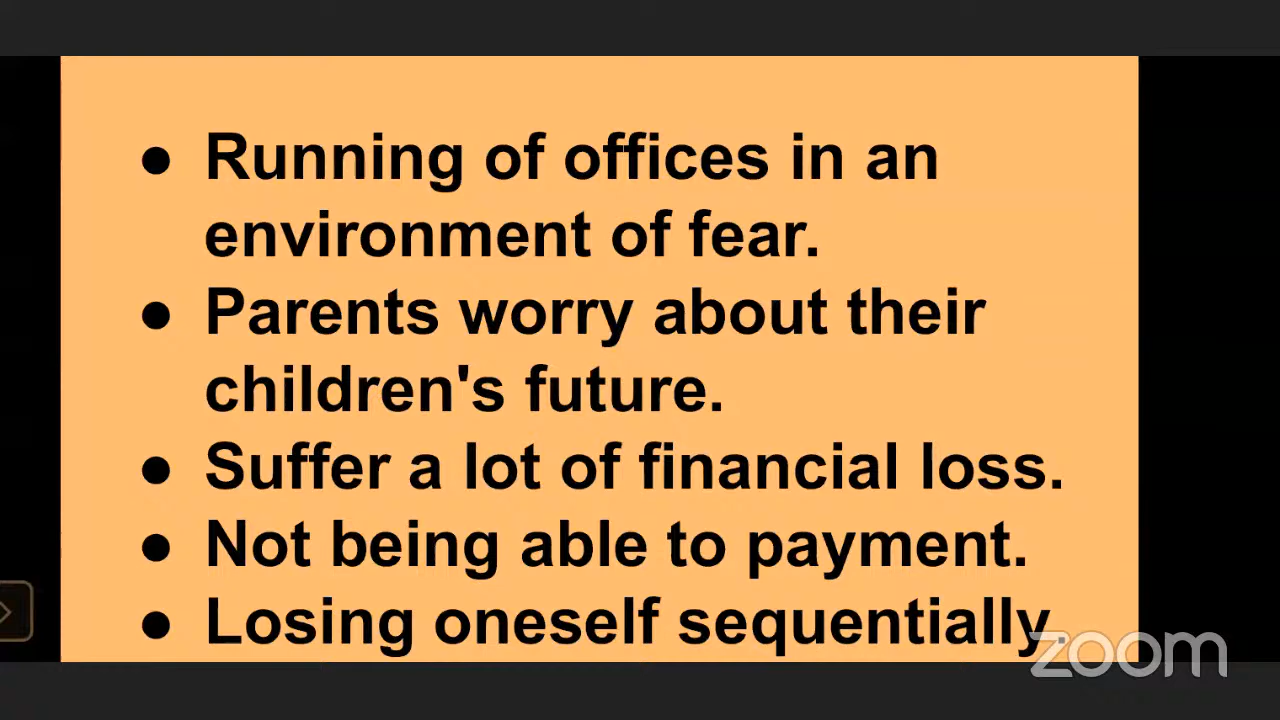 ● Running of offices in an
environment of fear.
● Parents worry about their
children's future.
● Suffer a lot of financial loss.
● Not being able to payment.
● Losing oneself sequentially.
zoom